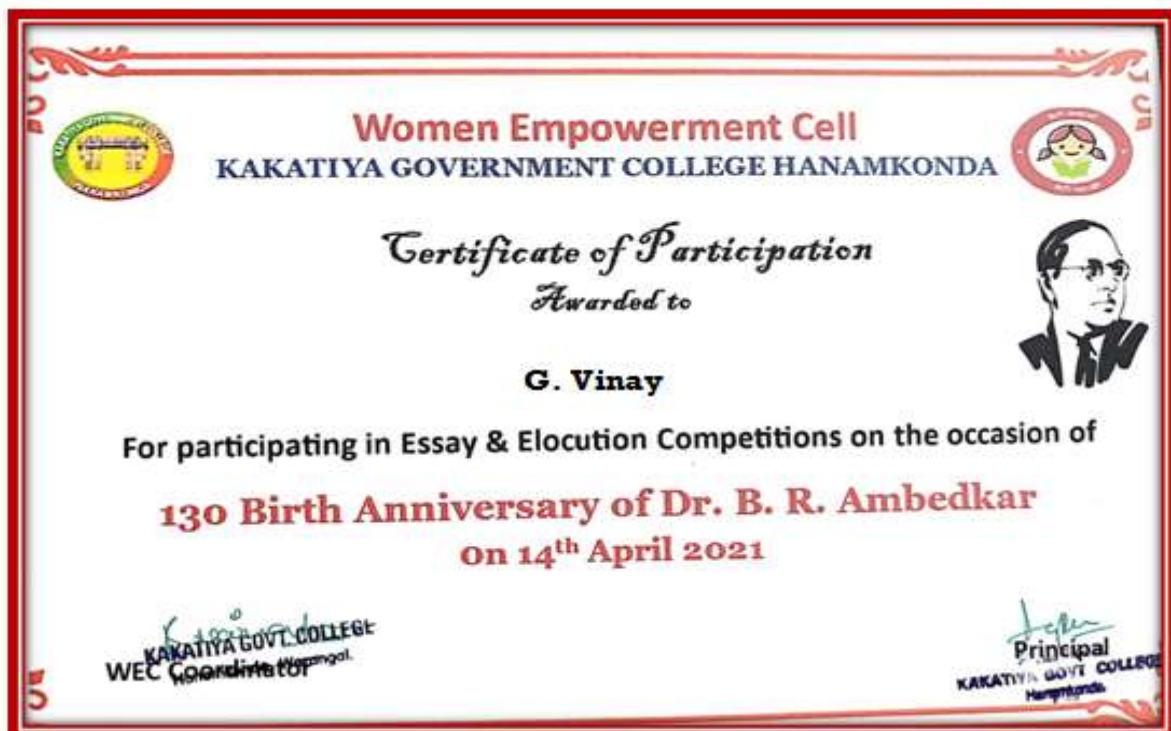 Women Empowerment Cell
KAKATIYA GOVERNMENT COLLEGE HANAMKONDA
Certificate of Participation
Awarded to
G. Vinay
For participating in Essay & Elocution Competitions on the occasion of
130 Birth Anniversary of Dr. B. R. Ambedkar
on 14th April 2021
KAKATIYA GOVT. COLLEGE
WEC Coordinator
Principal
KAKATIYA GOVT COLLEGE
Hanamkonda